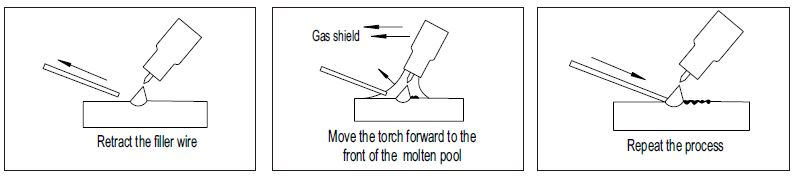 Retract the filler wire
Gas shield
Move the torch forward to the
front of the molten pool
Repeat the process